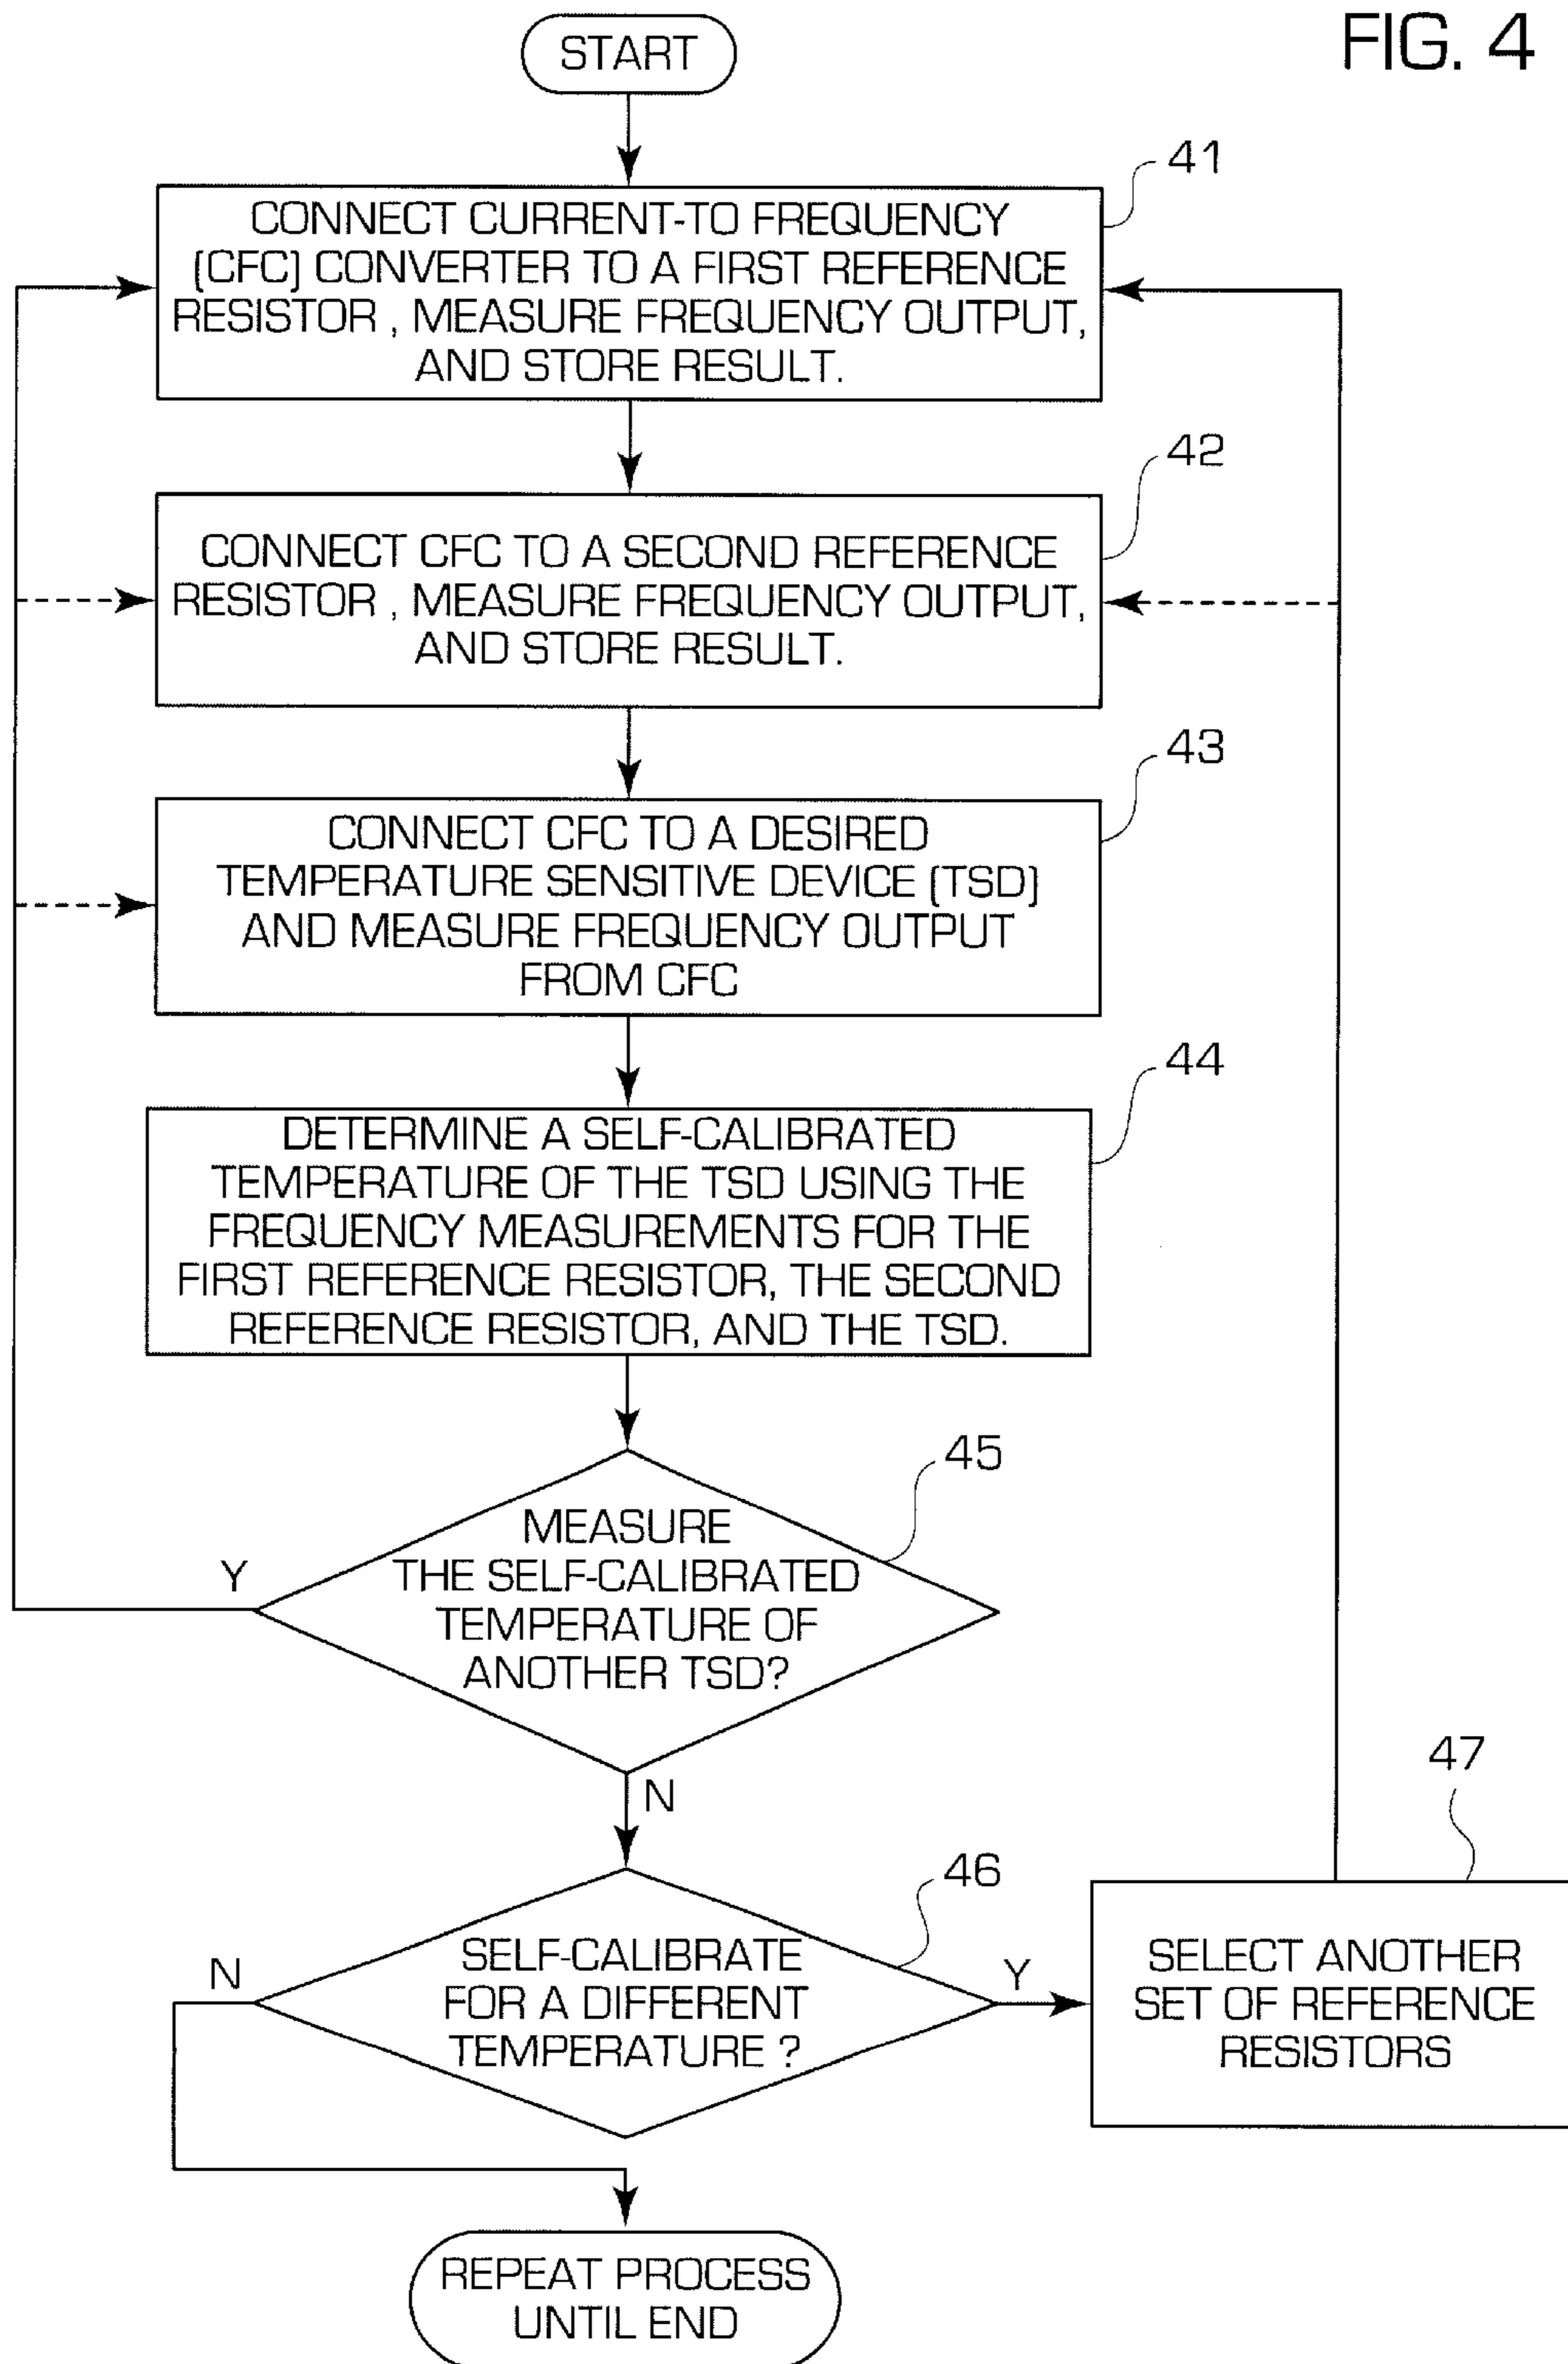 FIG. 4
START
41
CONNECT CURRENT-TO FREQUENCY
(CFC) CONVERTER TO A FIRST REFERENCE
RESISTOR , MEASURE FREQUENCY OUTPUT,
AND STORE RESULT.
42
CONNECT CFC TO A SECOND REFERENCE
RESISTOR , MEASURE FREQUENCY OUTPUT,
AND STORE RESULT.
43
CONNECT CFC TO A DESIRED
TEMPERATURE SENSITIVE DEVICE (TSD)
AND MEASURE FREQUENCY OUTPUT
FROM CFC
44
DETERMINE A SELF-CALIBRATED
TEMPERATURE OF THE TSD USING THE
FREQUENCY MEASUREMENTS FOR THE
FIRST REFERENCE RESISTOR, THE SECOND
REFERENCE RESISTOR, AND THE TSD.
45
MEASURE
THE SELF-CALIBRATED
TEMPERATURE OF
ANOTHER TSD?
Y
N
46
SELF-CALIBRATE
FOR A DIFFERENT
TEMPERATURE ?
N
Y
47
SELECT ANOTHER
SET OF REFERENCE
RESISTORS
REPEAT PROCESS
UNTIL END